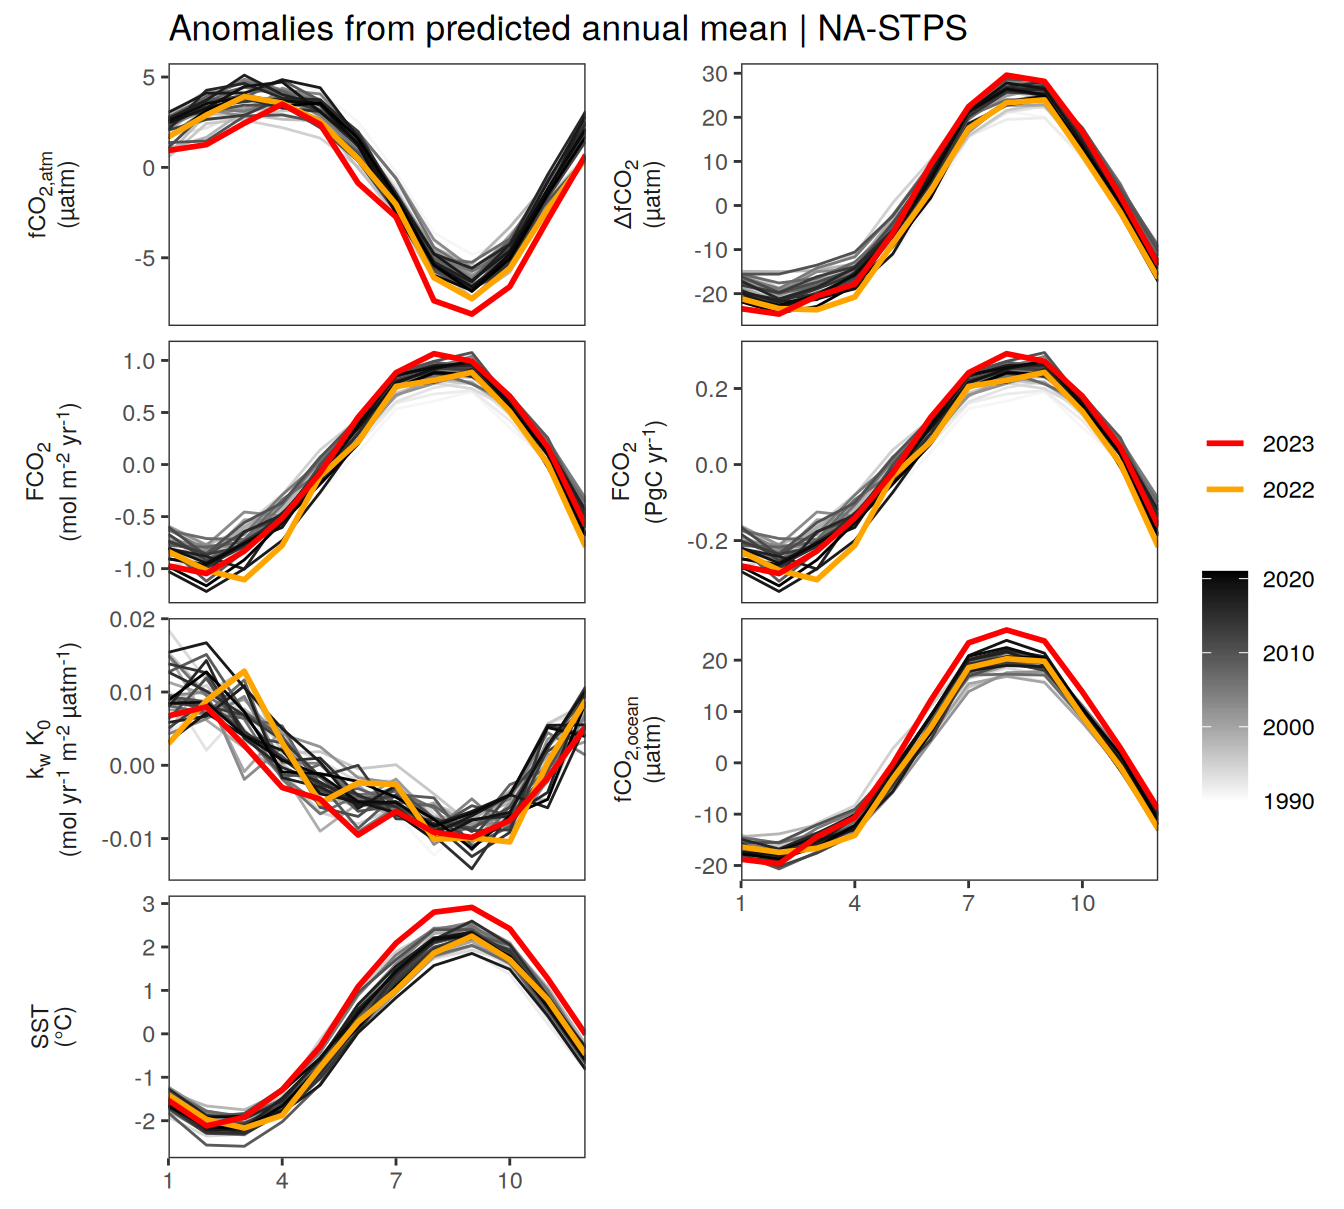 Anomalies from predicted annual mean | NA-STPS
fCO2,atm
(µatm)
5
0
-5
ΔfCO2
(µatm)
30
20
10
0
-10
-20
FCO2
(mol m-2 yr-1)
1.0
0.5
0.0
-0.5
-1.0
FCO2
(PgC yr-1)
0.2
0.0
-0.2
kw K0
(mol yr-1 m-2 µatm-1)
0.02
0.01
0.00
-0.01
fCO2,ocean
(µatm)
20
10
0
-10
-20
1 4 7 10
SST
(°C)
3
2
1
0
-1
-2
1 4 7 10
2023
2022
2020
2010
2000
1990